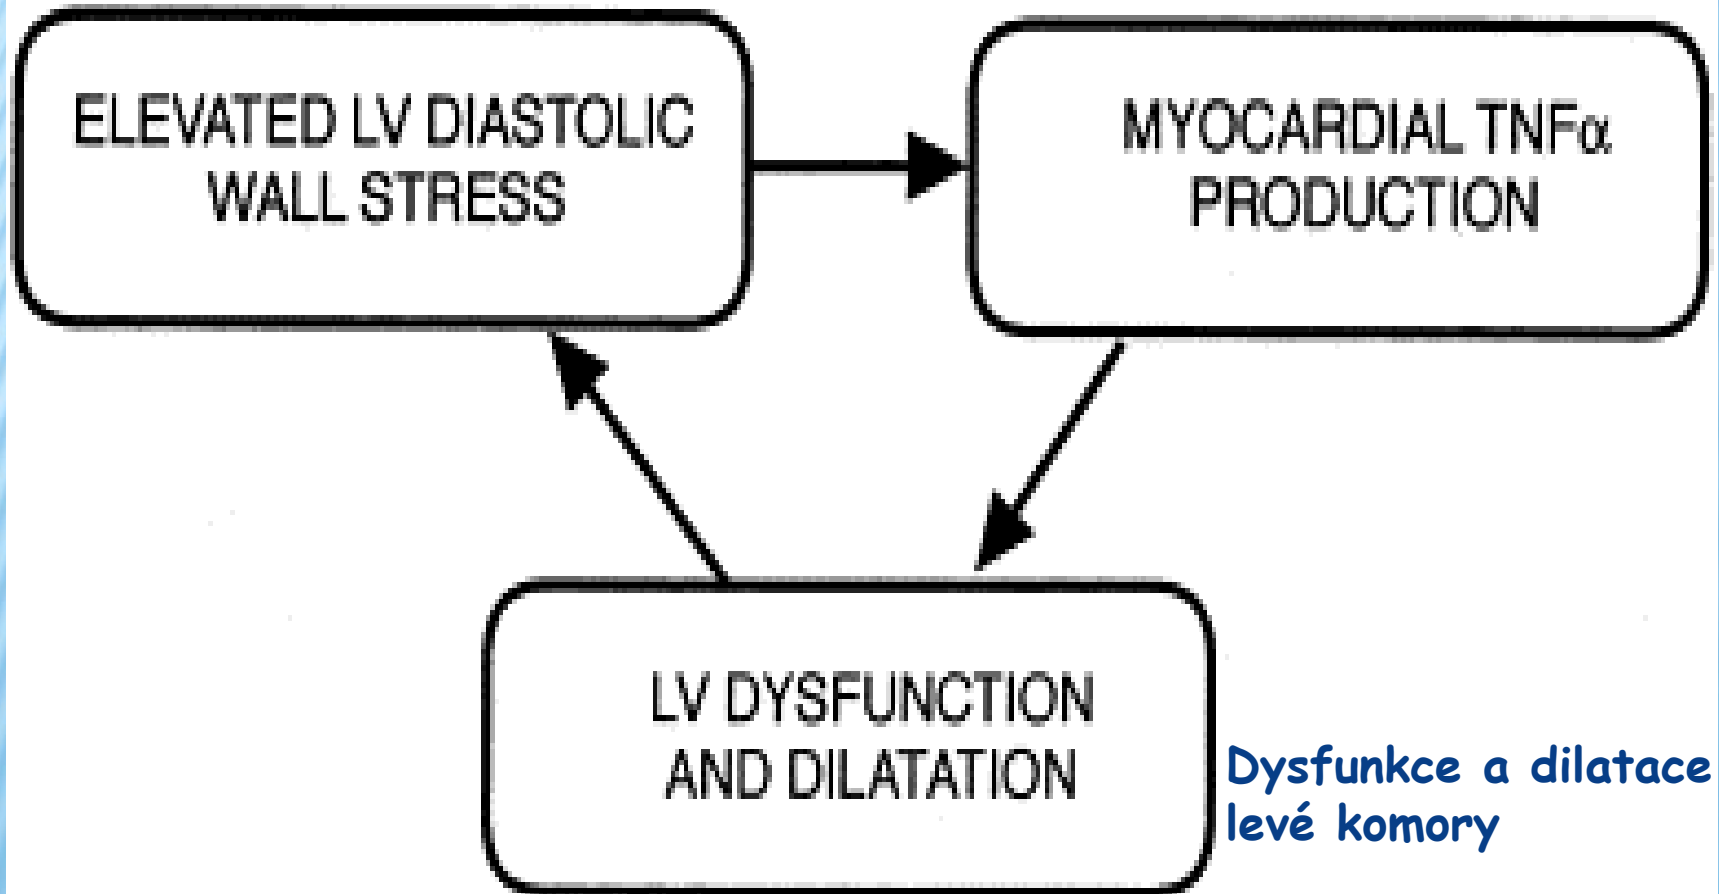 ELEVATED LV DIASTOLIC
WALL STRESS
MYOCARDIAL TNFα
PRODUCTION
LV DYSFUNCTION
AND DILATATION
Dysfunkce a dilatace
levé komory